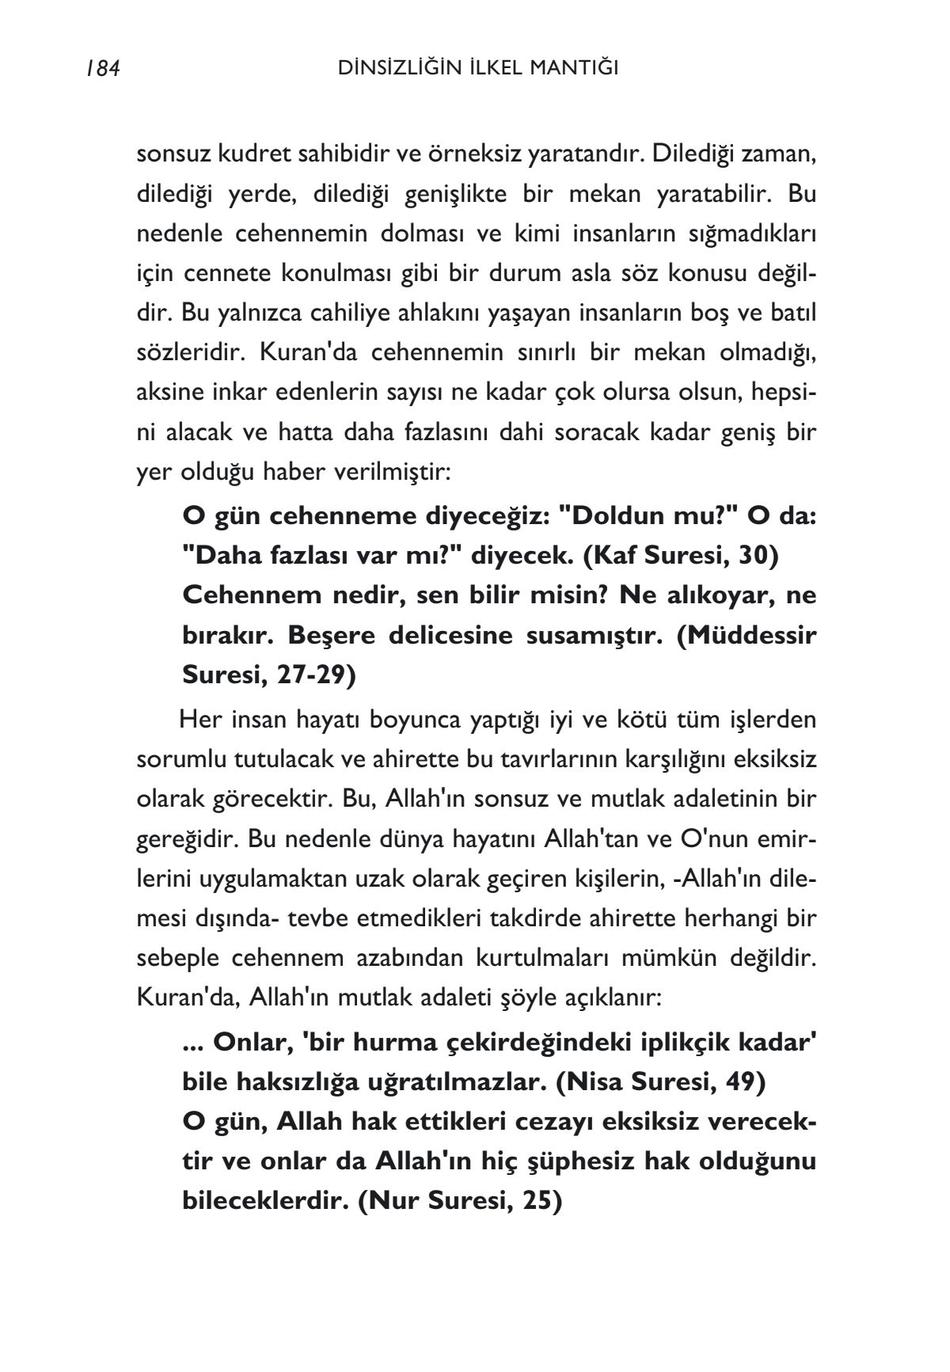 184
DİNSİZLİĞİN İLKEL MANTIĞI
sonsuz kudret sahibidir ve örneksiz yaratandır. Dilediği zaman,
dilediği yerde, dilediği genişlikte bir mekan yaratabilir. Bu
nedenle cehennemin dolması ve kimi insanların sığmadıkları
için cennete konulması gibi bir durum asla söz konusu değil-
dir. Bu yalnızca cahiliye ahlakını yaşayan insanların boş ve batıl
sözleridir. Kuran'da cehennemin sınırlı bir mekan olmadığı,
aksine inkar edenlerin sayısı ne kadar çok olursa olsun, hepsi-
ni alacak ve hatta daha fazlasını dahi soracak kadar geniş bir
yer olduğu haber verilmiştir:
O gün cehenneme diyeceğiz: "Doldun mu?" O da:
"Daha fazlası var mı?" diyecek. (Kaf Suresi, 30)
Cehennem nedir, sen bilir misin? Ne alıkoyar, ne
bırakır. Beşere delicesine susamıştır. (Müddessir
Suresi, 27-29)
Her insan hayatı boyunca yaptığı iyi ve kötü tüm işlerden
sorumlu tutulacak ve ahirette bu tavırlarının karşılığını eksiksiz
olarak görecektir. Bu, Allah'ın sonsuz ve mutlak adaletinin bir
gereğidir. Bu nedenle dünya hayatını Allah'tan ve O'nun emir-
lerini uygulamaktan uzak olarak geçiren kişilerin, -Allah'ın dile-
mesi dışında- tevbe etmedikleri takdirde ahirette herhangi bir
sebeple cehennem azabından kurtulmaları mümkün değildir.
Kuran'da, Allah'ın mutlak adaleti şöyle açıklanır:
... Onlar, 'bir hurma çekirdeğindeki iplikçik kadar'
bile haksızlığa uğratılmazlar. (Nisa Suresi, 49)
O gün, Allah hak ettikleri cezayı eksiksiz verecek-
tir ve onlar da Allah'ın hiç şüphesiz hak olduğunu
bileceklerdir. (Nur Suresi, 25)